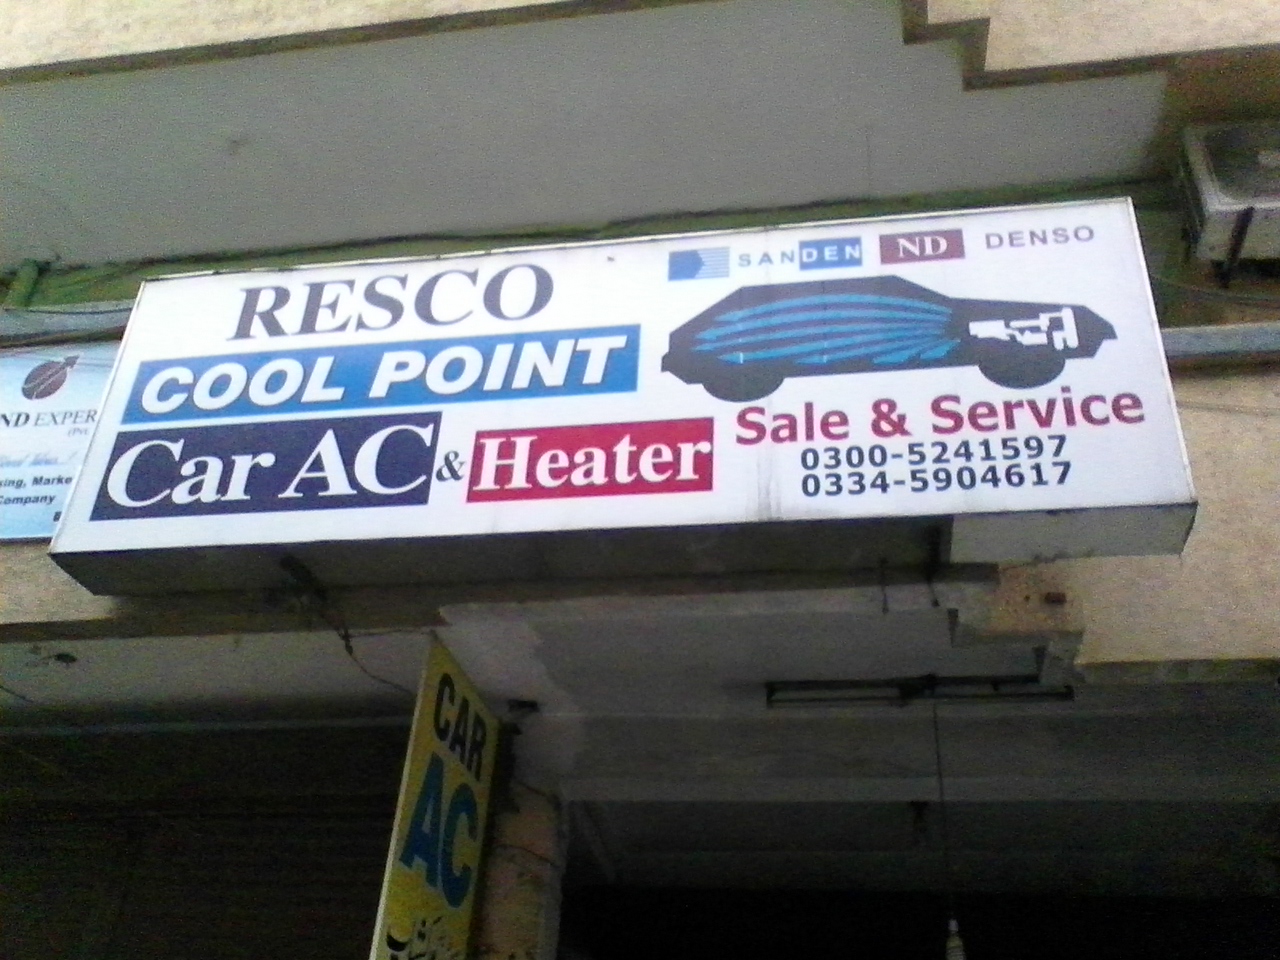 RESCO
COOL POINT
Car AC & Heater
SANDEN ND DENSO
Sale & Service
0300-5241597
0334-5904617
ND EXPER
Company
CAR
AC